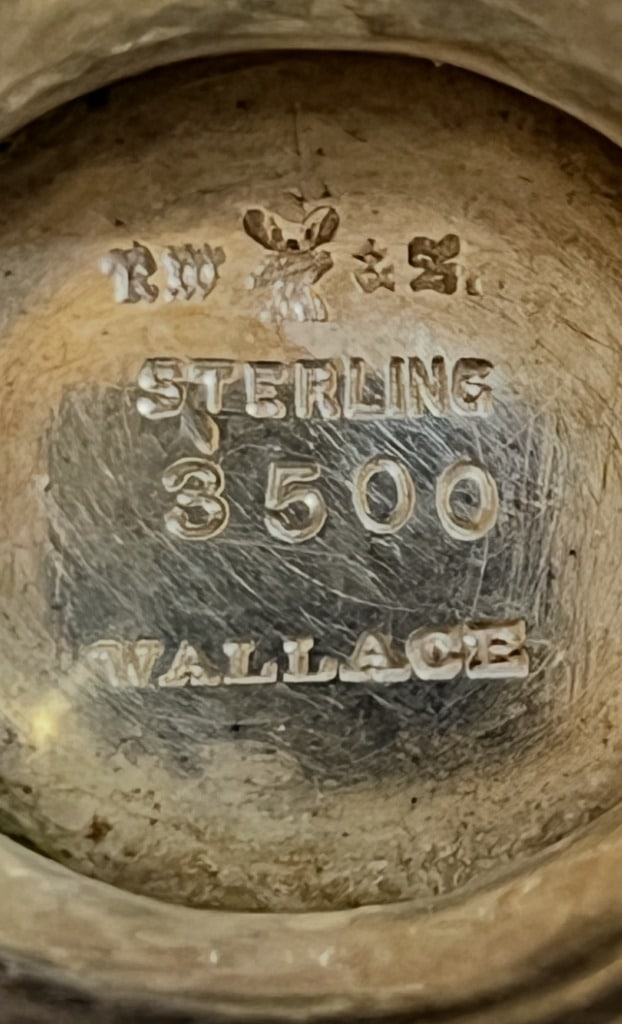 RW & S.
STERLING
3500
WALLACE